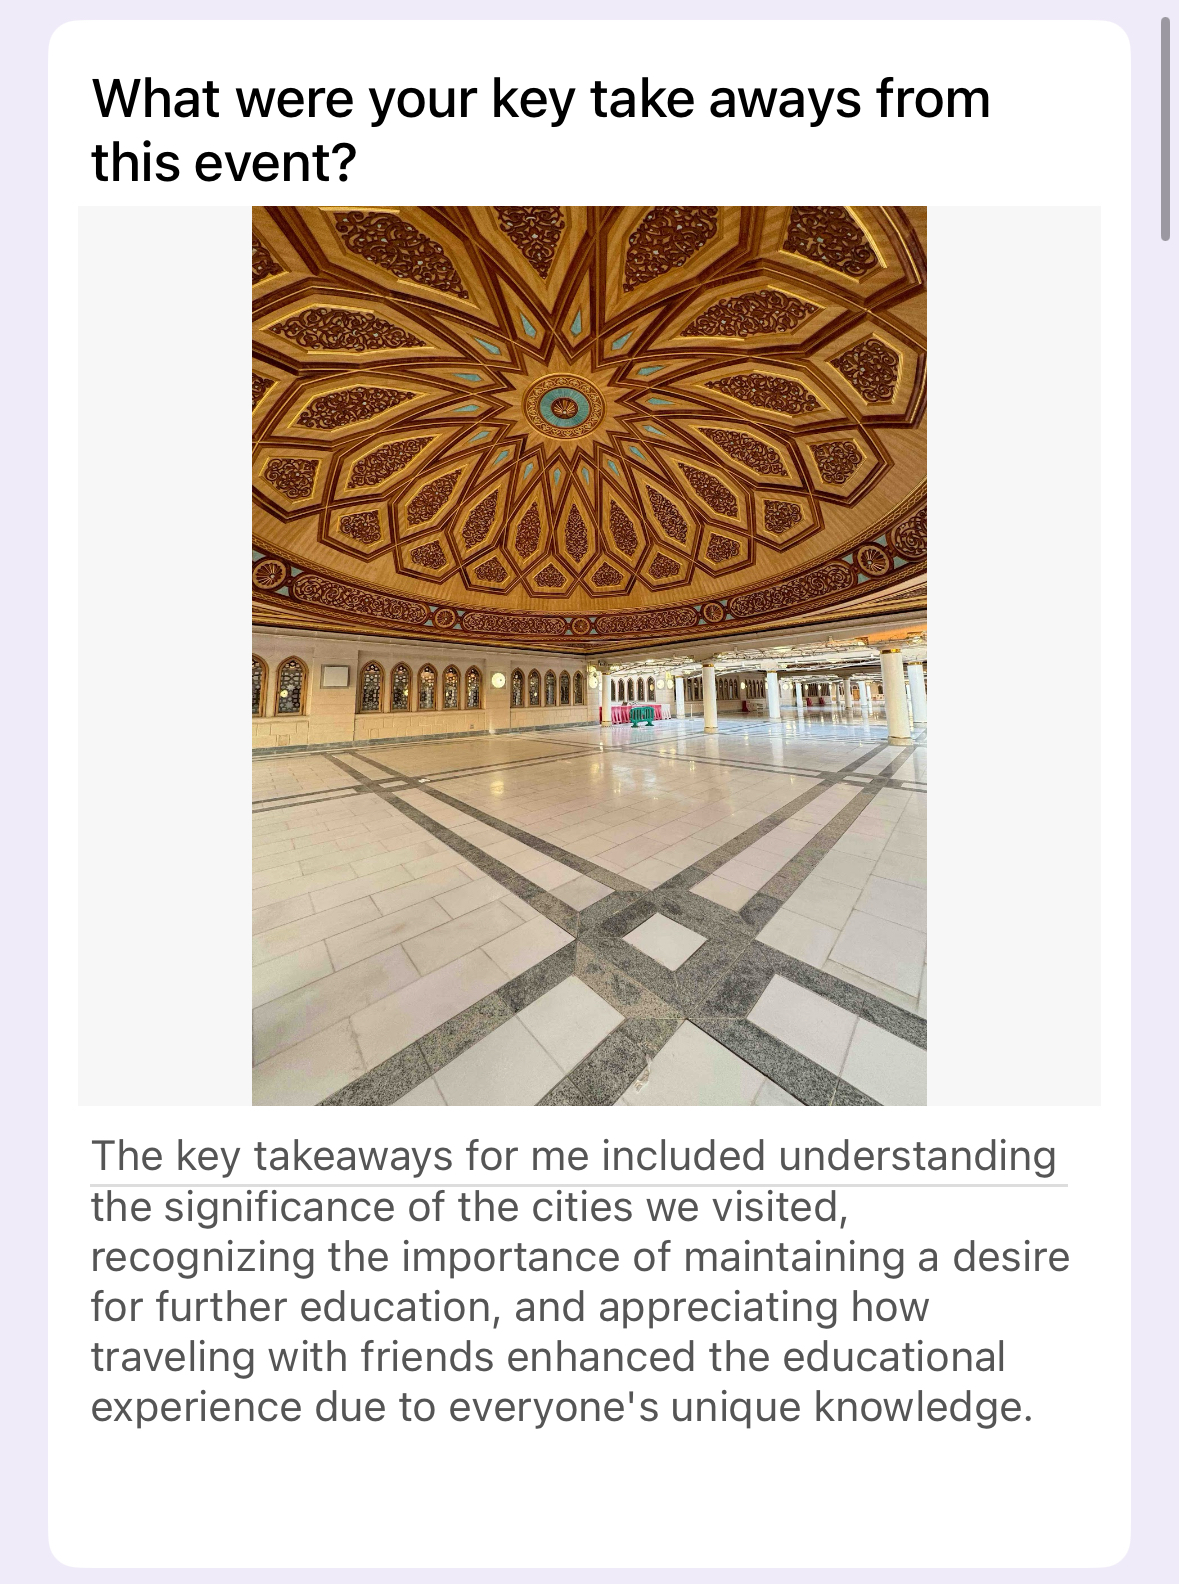 What were your key take aways from
this event?
The key takeaways for me included understanding
the significance of the cities we visited,
recognizing the importance of maintaining a desire
for further education, and appreciating how
traveling with friends enhanced the educational
experience due to everyone's unique knowledge.